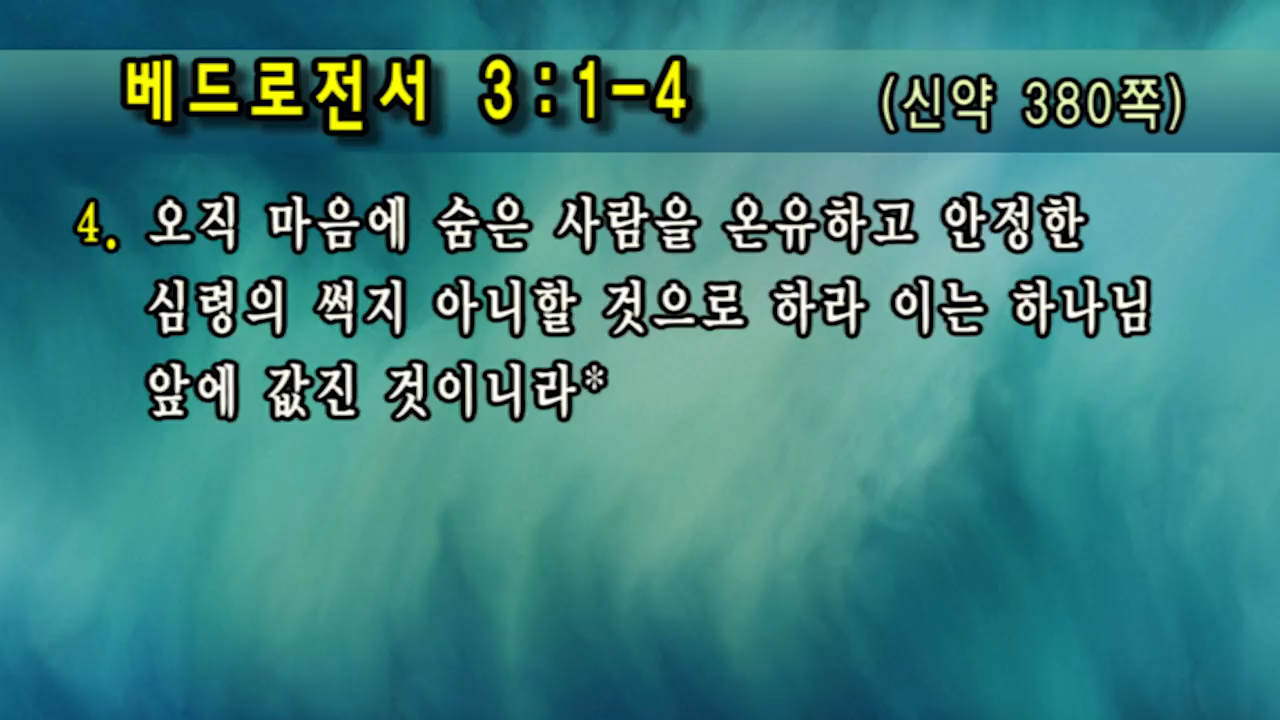 베드로전서 3:1-4 (신약 380쪽)
4. 오직 마음에 숨은 사람을 온유하고 안정한
심령의 썩지 아니할 것으로 하라 이는 하나님
앞에 값진 것이니라*